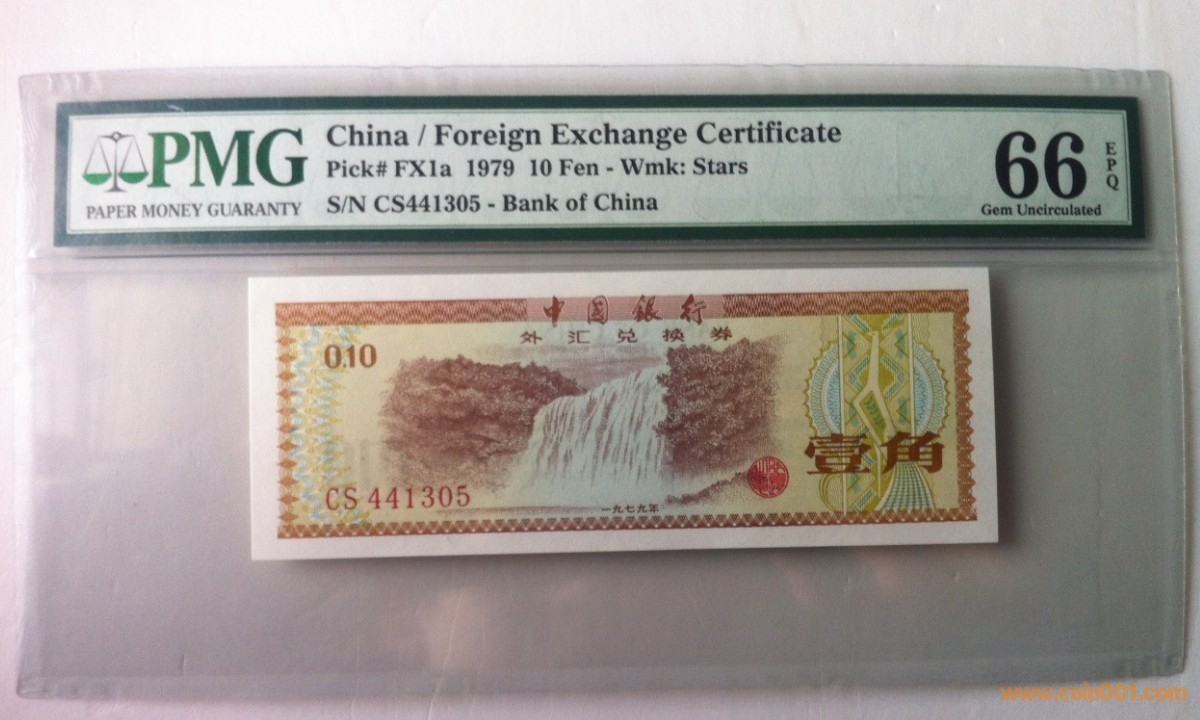 PMG
PAPER MONEY GUARANTY
China / Foreign Exchange Certificate
Pick# FX1a 1979 10 Fen - Wmk: Stars
S/N CS441305 - Bank of China
66
EPQ
Gem Uncirculated
中国銀行
外汇兑换券
0.10
壹角
CS 441305
一九七九年
www.coin001.com